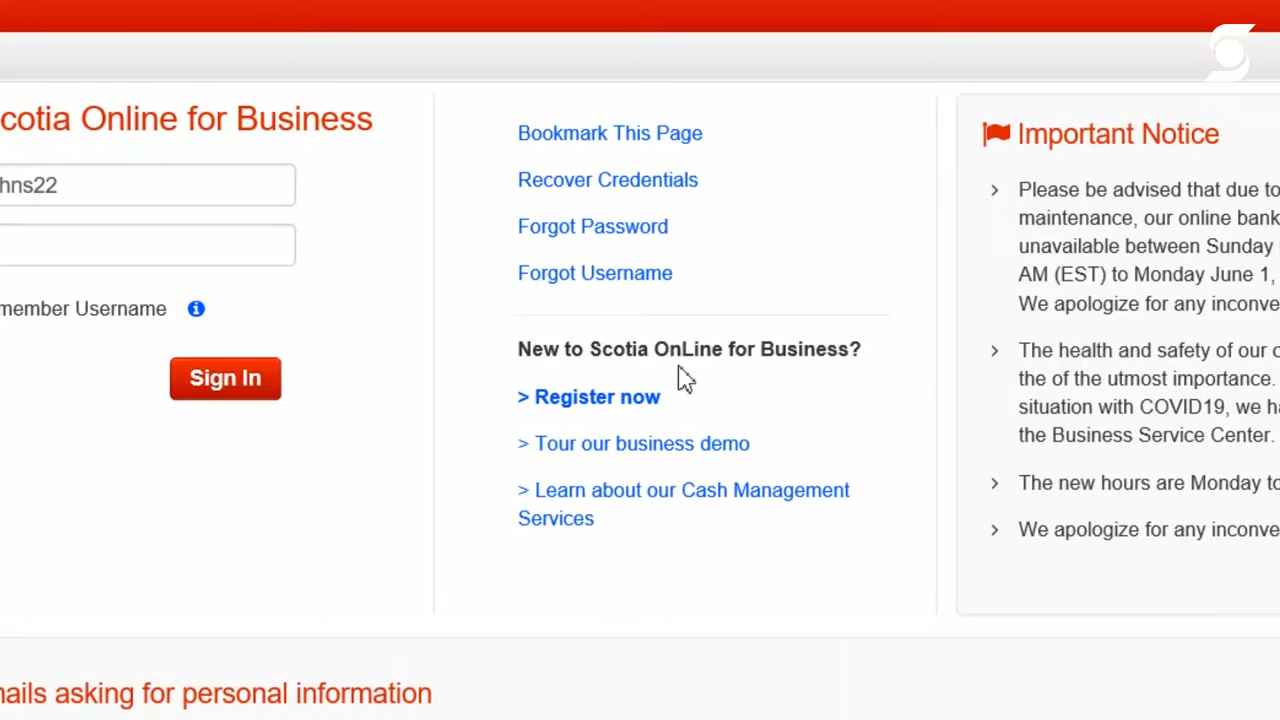 cotia Online for Business
hns22
member Username
Sign In
Bookmark This Page
Recover Credentials
Forgot Password
Forgot Username
New to Scotia OnLine for Business?
> Register now
> Tour our business demo
> Learn about our Cash Management
Services
Important Notice
Please be advised that due to
maintenance, our online bank
unavailable between Sunday
AM (EST) to Monday June 1,
We apologize for any inconve
The health and safety of our c
the of the utmost importance.
situation with COVID19, we ha
the Business Service Center.
The new hours are Monday to
We apologize for any inconve
nails asking for personal information